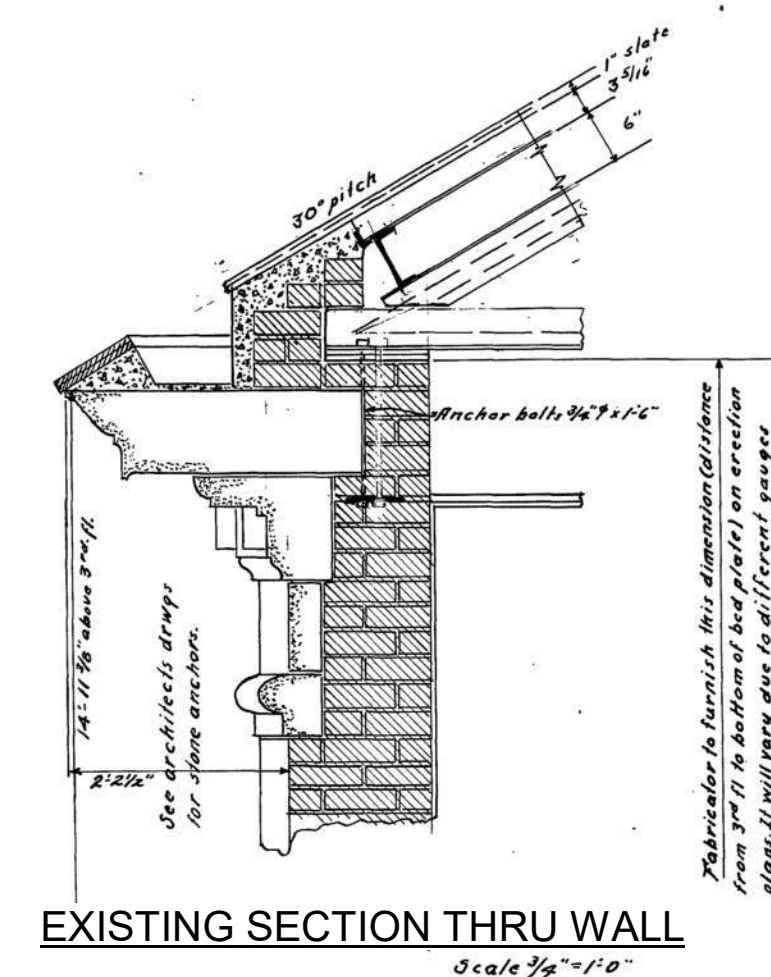 1" slate
3 5/16"
6"
30° pitch
Anchor bolts 3/4" φ x 1'-6"
14'-11 3/8" above 3rd. fl.
See architects drwgs
for stone anchors.
2'-2 1/2"
Fabricator to furnish this dimension (distance
from 3rd fl to bottom of bed plate) on erection
plans. It will vary due to different gauges
EXISTING SECTION THRU WALL
Scale 3/4" = 1'-0"